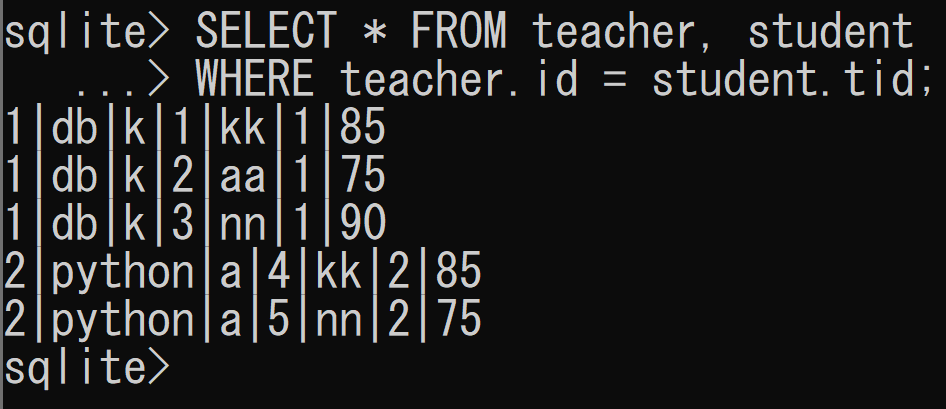 sqlite> SELECT * FROM teacher, student
   ...> WHERE teacher.id = student.tid;
1|db|k|1|kk|1|85
1|db|k|2|aa|1|75
1|db|k|3|nn|1|90
2|python|a|4|kk|2|85
2|python|a|5|nn|2|75
sqlite>